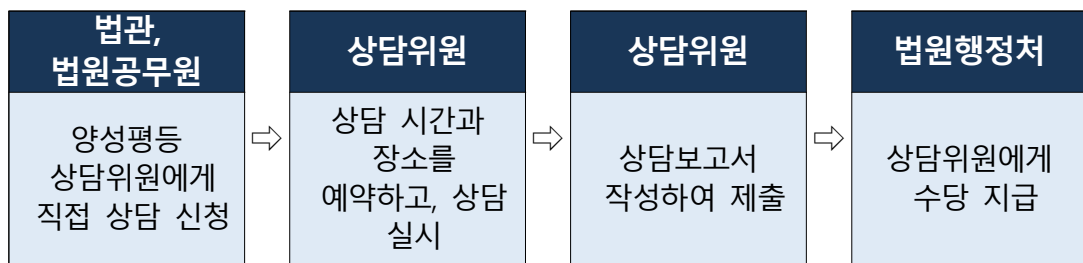 법관,
법원공무원
양성평등
상담위원에게
직접 상담 신청
상담위원
상담 시간과
장소를
예약하고, 상담
실시
상담위원
상담보고서
작성하여 제출
법원행정처
상담위원에게
수당 지급